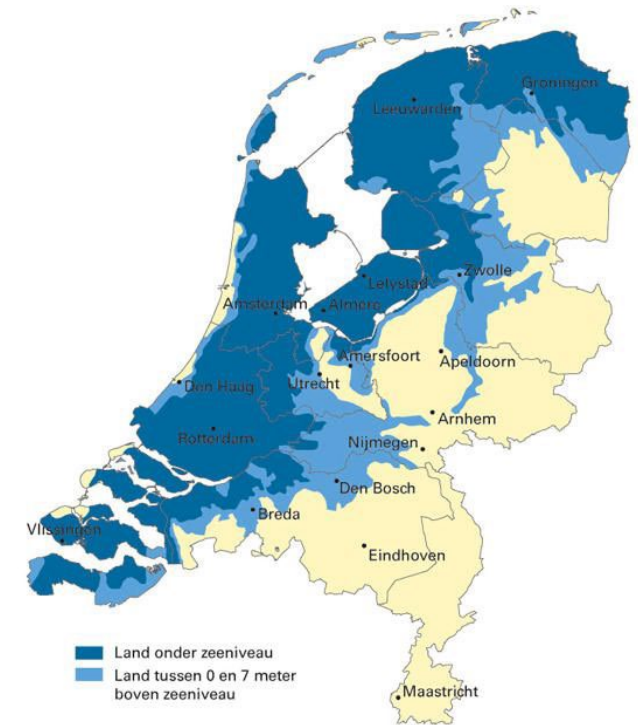 Groningen
Leeuwarden
Zwolle
Lelystad
Amsterdam
Almere
Amersfoort
Apeldoorn
Utrecht
Den Haag
Arnhem
Rotterdam
Nijmegen
Den Bosch
Breda
Vlissingen
Eindhoven
Land onder zeeniveau
Land tussen 0 en 7 meter
boven zeeniveau
Maastricht